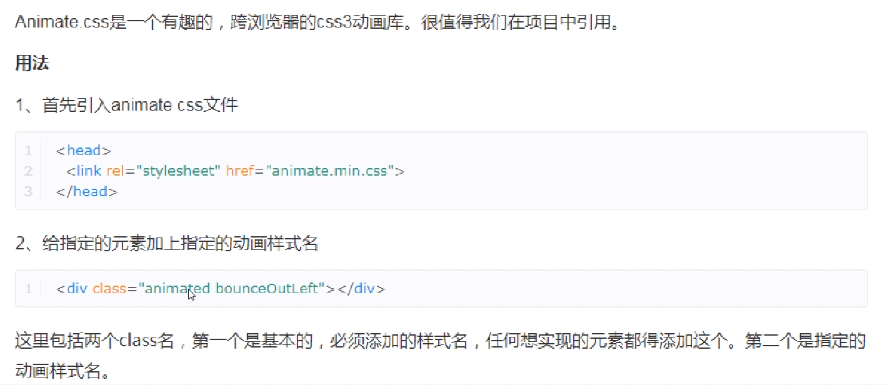 Animate.css是一个有趣的，跨浏览器的css3动画库。很值得我们在项目中引用。
用法
1、首先引入animate css文件
1 <head>
2 <link rel="stylesheet" href="animate.min.css">
3 </head>
2、给指定的元素加上指定的动画样式名
1 <div class="animated bounceOutLeft"></div>
这里包括两个class名，第一个是基本的，必须添加的样式名，任何想实现的元素都得添加这个。第二个是指定的
动画样式名。